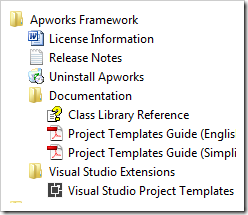 Apworks Framework
License Information
Release Notes
Uninstall Apworks
Documentation
Class Library Reference
Project Templates Guide (Englis
Project Templates Guide (Simpli
Visual Studio Extensions
Visual Studio Project Templates